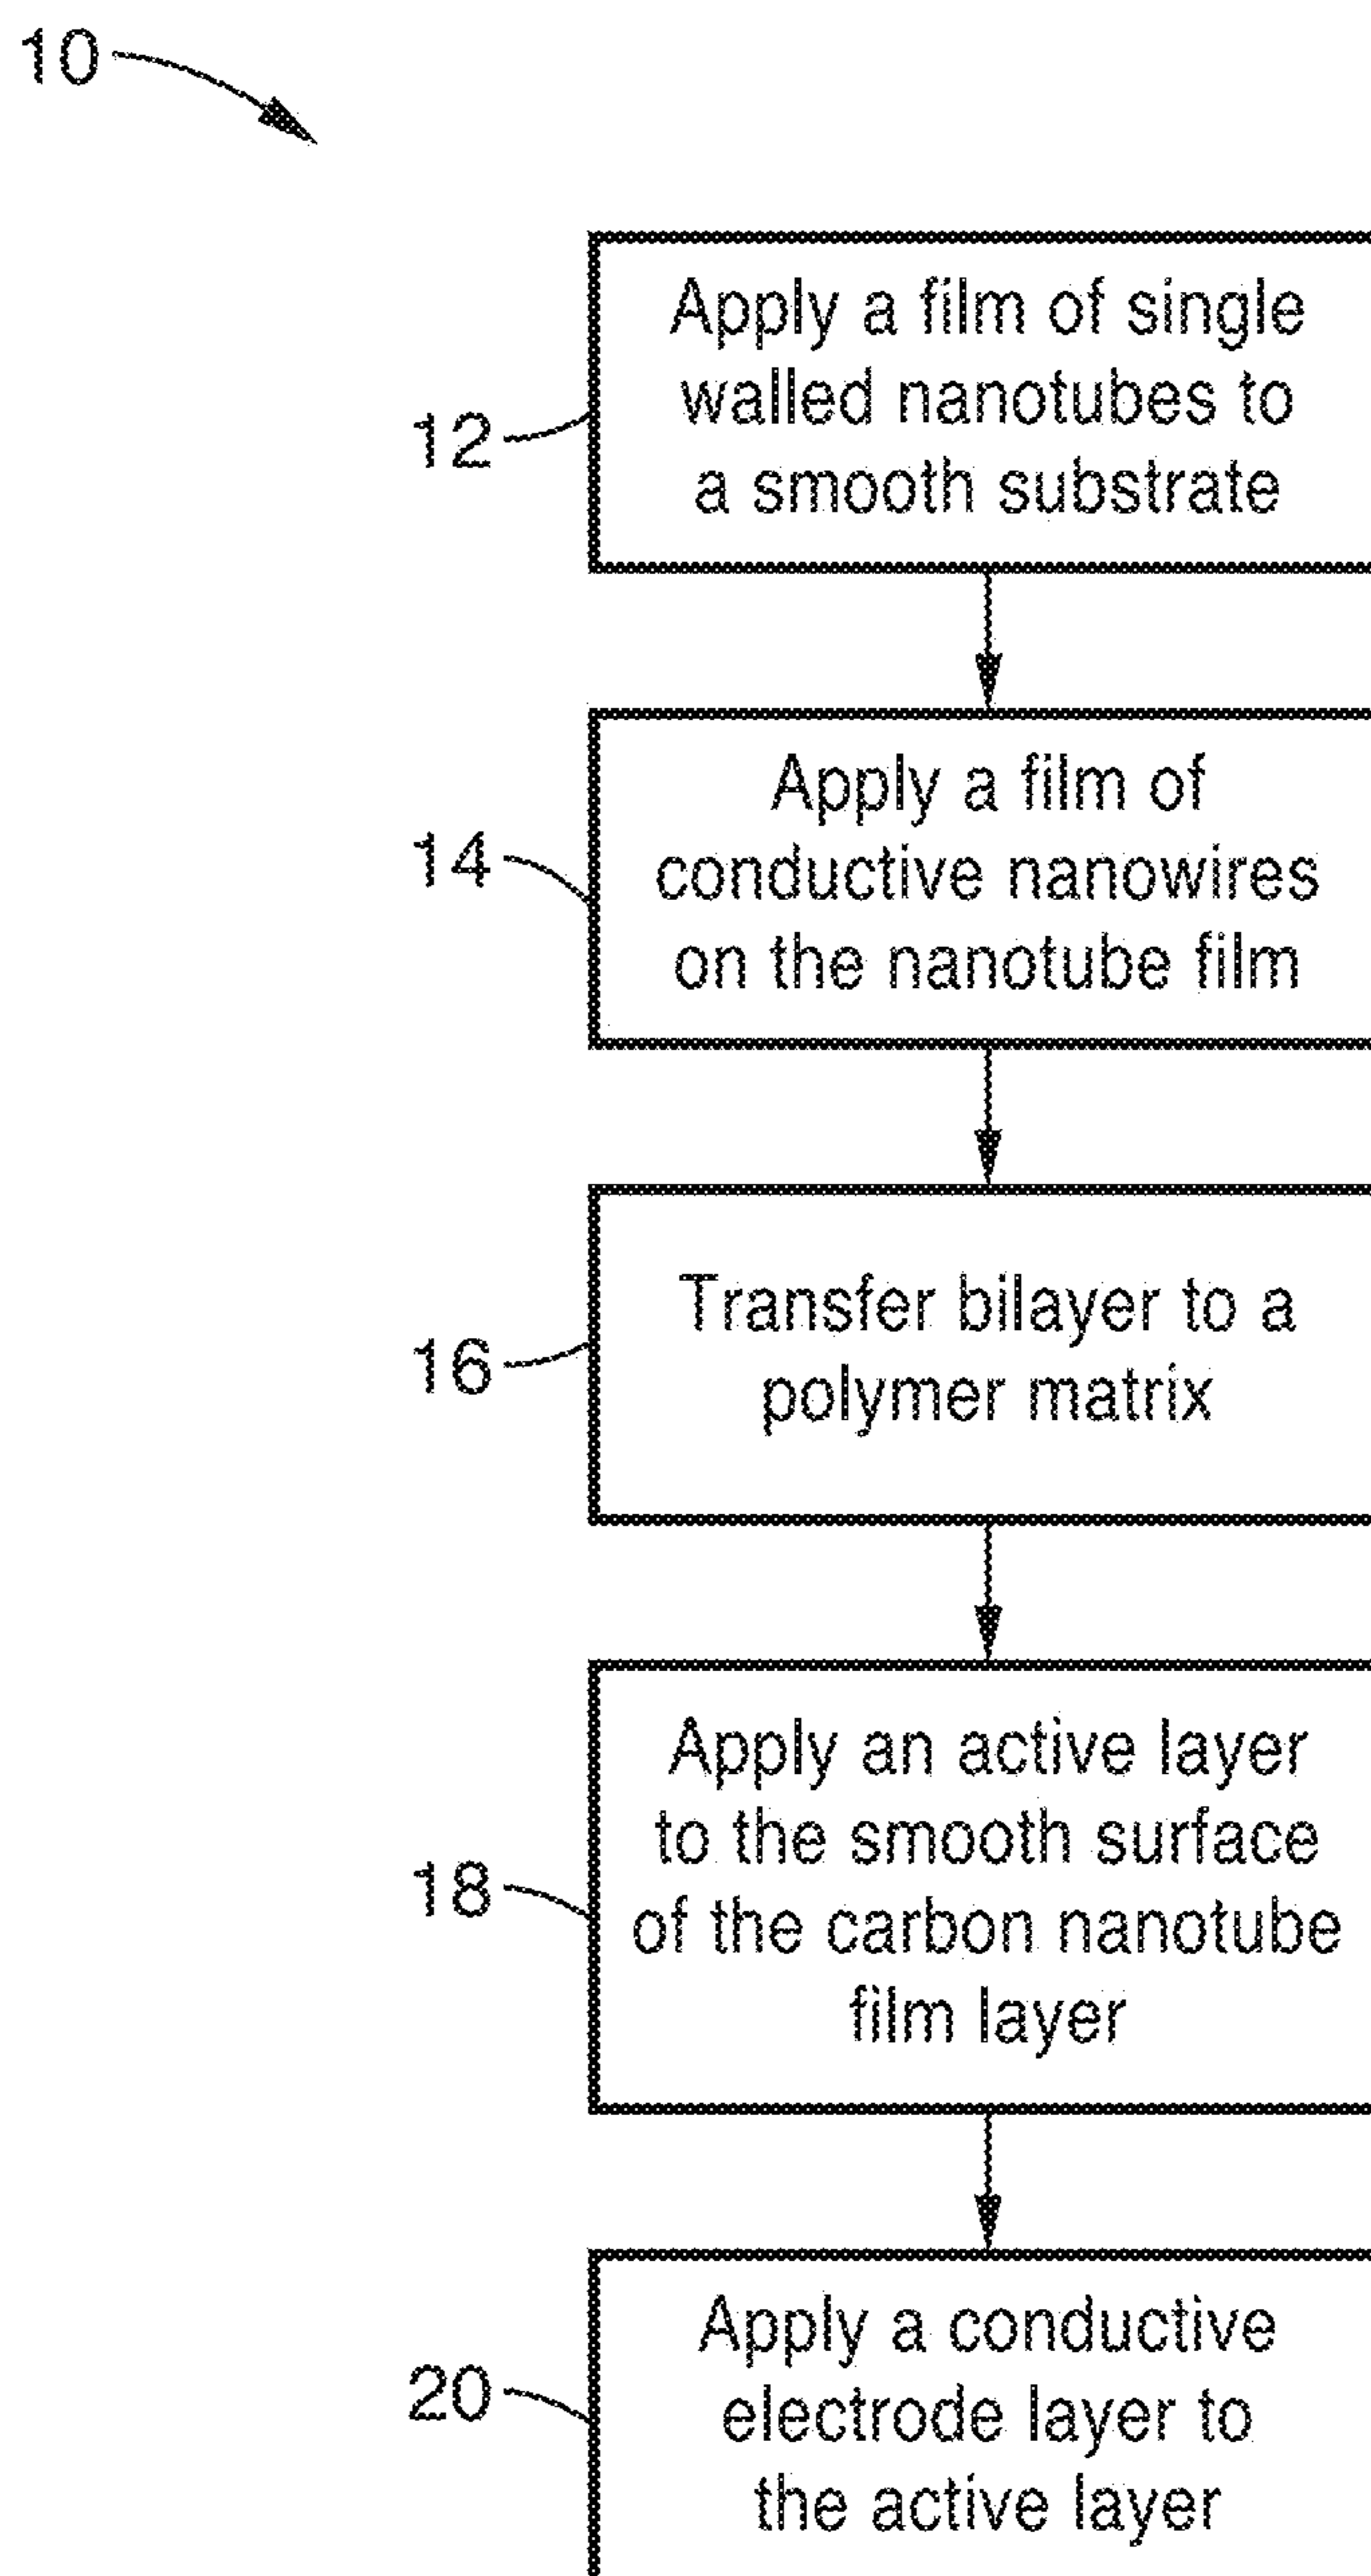 10
12
Apply a film of single
walled nanotubes to
a smooth substrate
14
Apply a film of
conductive nanowires
on the nanotube film
16
Transfer bilayer to a
polymer matrix
18
Apply an active layer
to the smooth surface
of the carbon nanotube
film layer
20
Apply a conductive
electrode layer to
the active layer